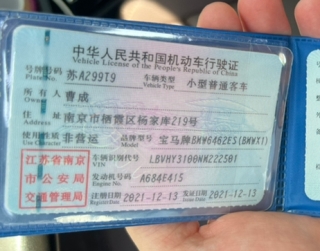 中华人民共和国机动车行驶证
Vehicle License of the People's Republic of China
号牌号码 苏A299T9 车辆类型 小型普通客车
Plate No. Vehicle Type
所有人 曹成
Owner
住址 南京市栖霞区杨家库219号
Address
使用性质 非营运 品牌型号 宝马牌BMW6462ES(BMWX1)
Use Character Model
江苏省南京市公安局交通管理局
车辆识别代号 LBVHY3100NMZ22501
VIN
发动机号码 A684E415
Engine No.
注册日期 2021-12-13 发证日期 2021-12-13
Register Date Issue Date